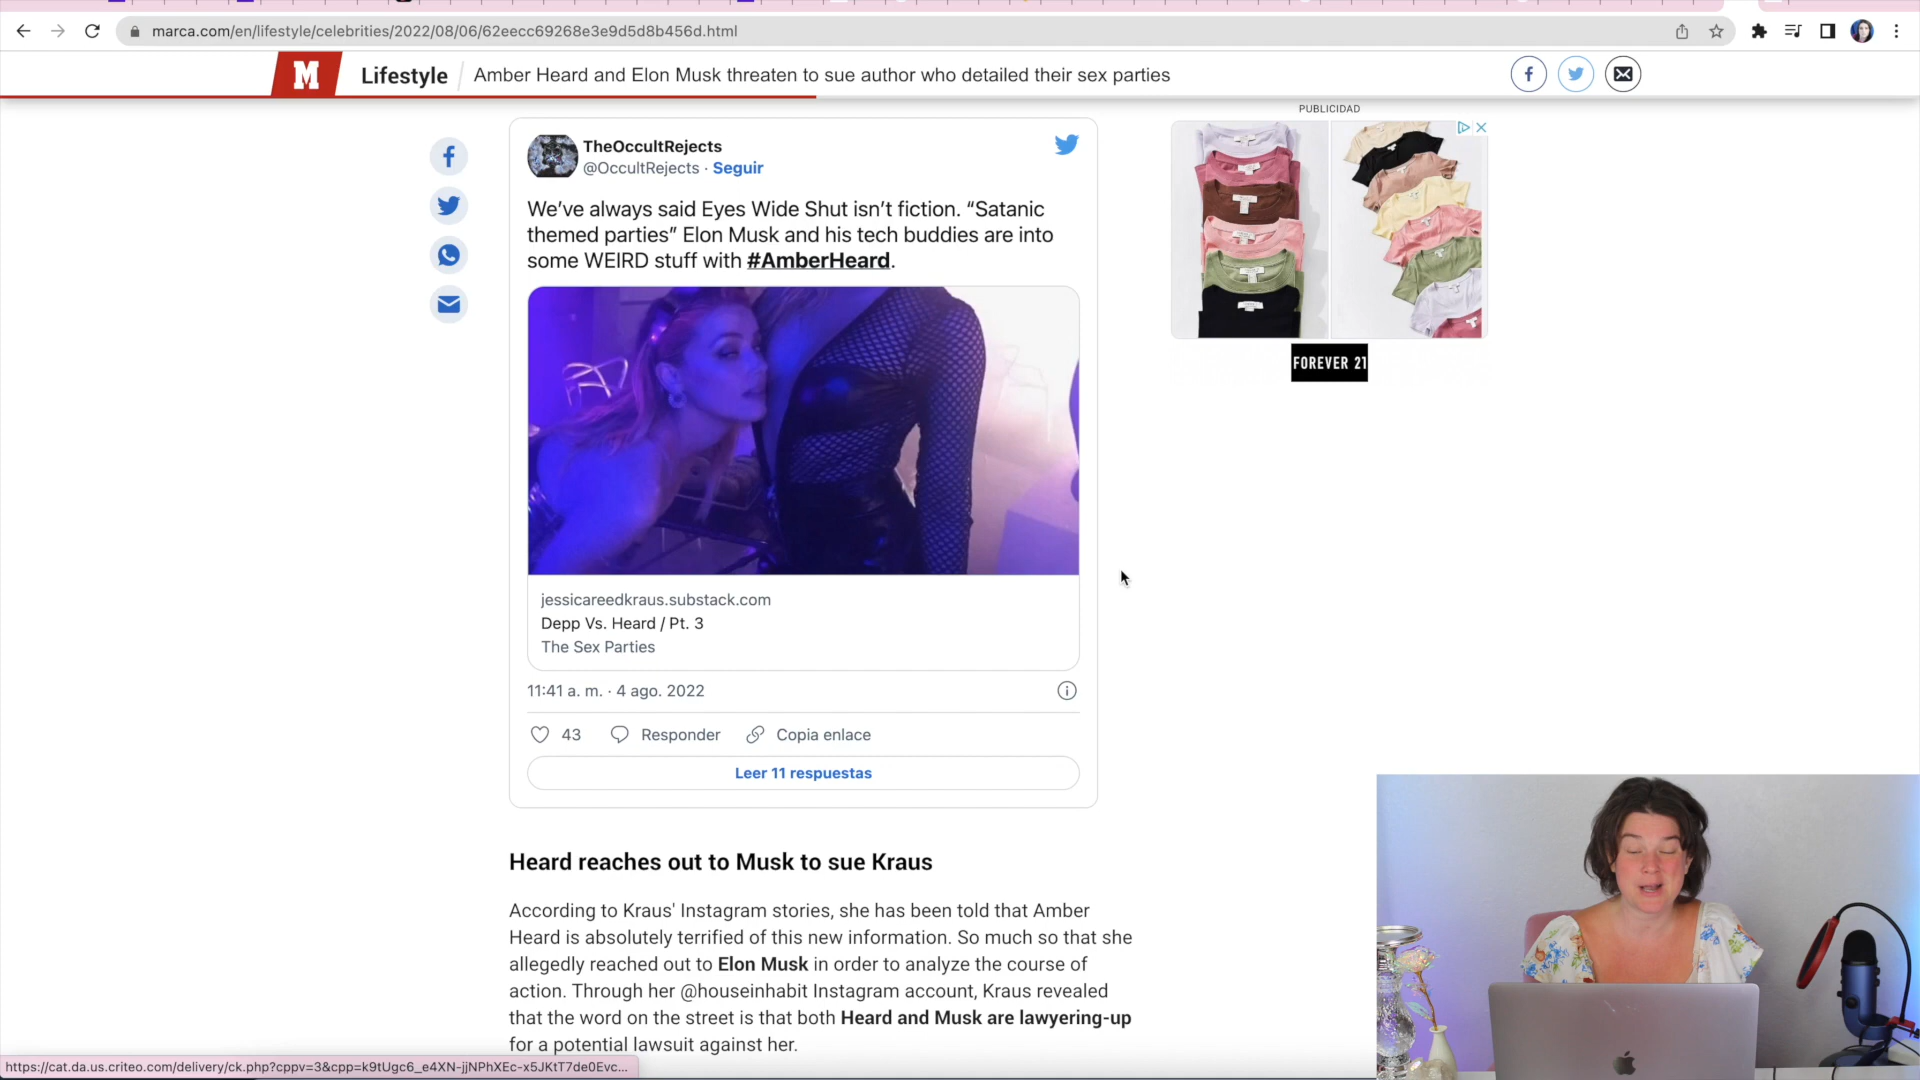 marca.com/en/lifestyle/celebrities/2022/08/06/62eecc69268e3e9d5d8b456d.html
M
Lifestyle
Amber Heard and Elon Musk threaten to sue author who detailed their sex parties
PUBLICIDAD
TheOccultRejects
@OccultRejects · Seguir
We’ve always said Eyes Wide Shut isn’t fiction. “Satanic
themed parties” Elon Musk and his tech buddies are into
some WEIRD stuff with #AmberHeard.
FOREVER 21
jessicareedkraus.substack.com
Depp Vs. Heard / Pt. 3
The Sex Parties
11:41 a. m. · 4 ago. 2022
43
Responder
Copia enlace
Leer 11 respuestas
Heard reaches out to Musk to sue Kraus
According to Kraus' Instagram stories, she has been told that Amber
Heard is absolutely terrified of this new information. So much so that she
allegedly reached out to Elon Musk in order to analyze the course of
action. Through her @houseinhabit Instagram account, Kraus revealed
that the word on the street is that both Heard and Musk are lawyering-up
for a potential lawsuit against her.
https://cat.da.us.criteo.com/delivery/ck.php?cppv=3&cpp=k9tUgc6_e4XN-jjNPhXEc-x5JKtT7de0Evc...